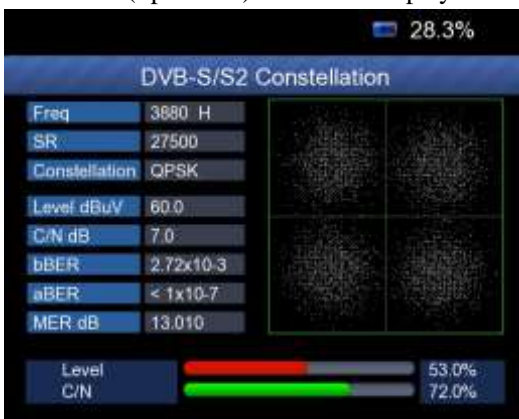 28.3%
DVB-S/S2 Constellation
Freq 3880 H
SR 27500
Constellation QPSK
Level dBuV 60.0
C/N dB 7.0
bBER 2.72x10-3
aBER < 1x10-7
MER dB 13.010
Level 53.0%
C/N 72.0%